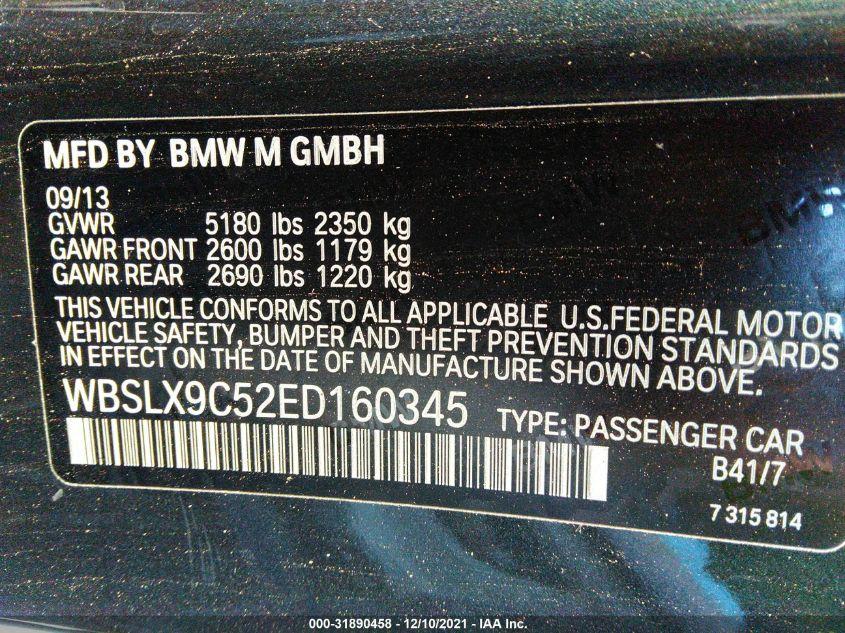 MFD BY BMW M GMBH
09/13
GVWR 5180 lbs 2350 kg
GAWR FRONT 2600 lbs 1179 kg
GAWR REAR 2690 lbs 1220 kg
THIS VEHICLE CONFORMS TO ALL APPLICABLE U.S.FEDERAL MOTOR
VEHICLE SAFETY, BUMPER AND THEFT PREVENTION STANDARDS
IN EFFECT ON THE DATE OF MANUFACTURE SHOWN ABOVE.
WBSLX9C52ED160345 TYPE: PASSENGER CAR
B41/7
7 315 814
000-31890458 - 12/10/2021 - IAA Inc.